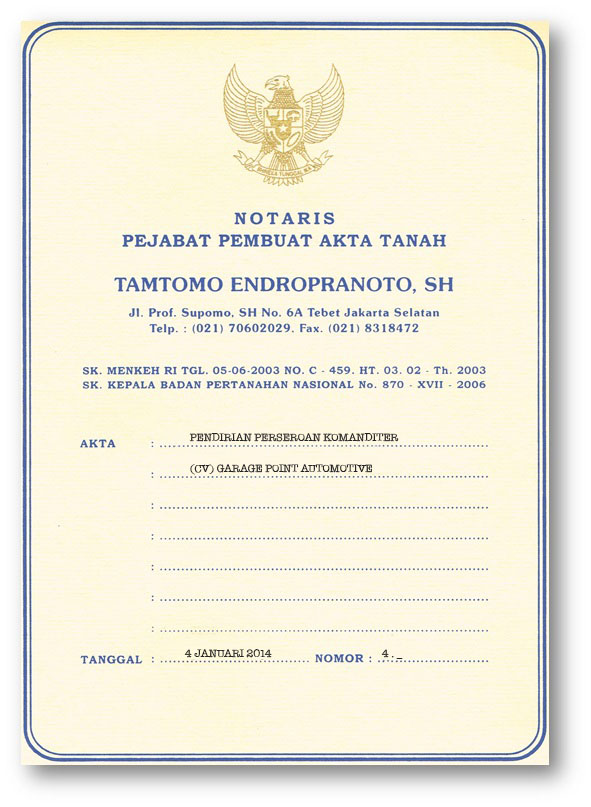 BHINNEKA TUNGGAL IKA
NOTARIS
PEJABAT PEMBUAT AKTA TANAH
TAMTOMO ENDROPRANOTO, SH
Jl. Prof. Supomo, SH No. 6A Tebet Jakarta Selatan
Telp. : (021) 70602029. Fax. (021) 8318472
SK. MENKEH RI TGL. 05-06-2003 NO. C - 459. HT. 03. 02 - Th. 2003
SK. KEPALA BADAN PERTANAHAN NASIONAL No. 870 - XVII - 2006
AKTA : PENDIRIAN PERSEROAN KOMANDITER
: (CV) GARAGE POINT AUTOMOTIVE
:
:
:
:
:
TANGGAL : 4 JANUARI 2014 NOMOR : 4 . _